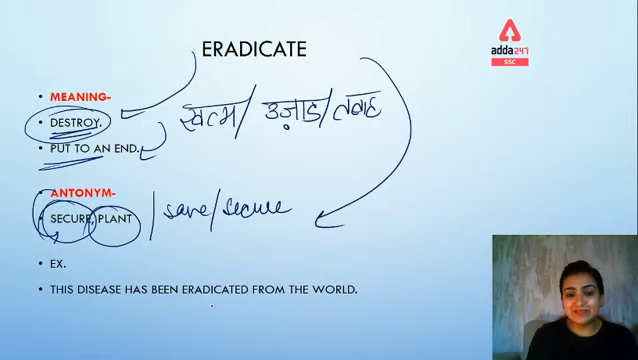 ERADICATE
adda247
SSC
• MEANING-
• DESTROY.
खत्म / उज़ाड / तबाह
• PUT TO AN END.
• ANTONYM-
• SECURE, PLANT / save/secure
• EX.
• THIS DISEASE HAS BEEN ERADICATED FROM THE WORLD.